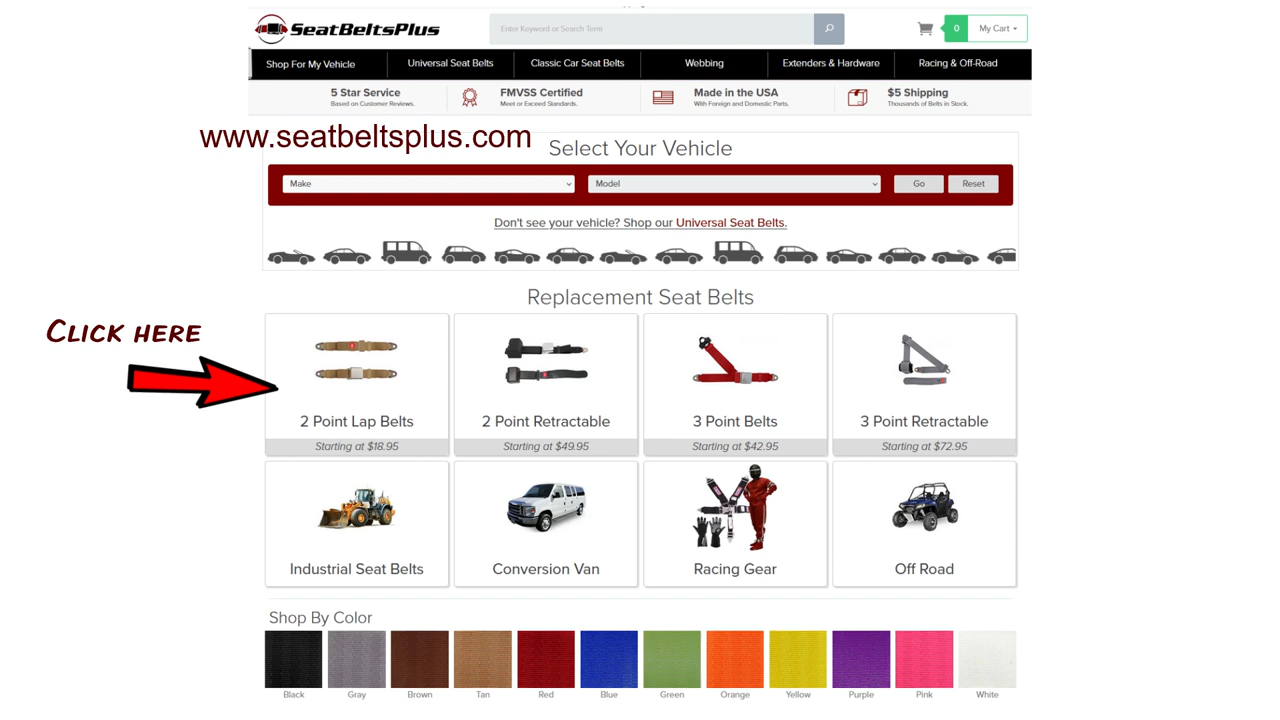 SeatBeltsPlus
Enter Keyword or Search Term
0
My Cart
Shop For My Vehicle
Universal Seat Belts
Classic Car Seat Belts
Webbing
Extenders & Hardware
Racing & Off-Road
5 Star Service
Based on Customer Reviews.
FMVSS Certified
Meet or Exceed Standards.
Made in the USA
With Foreign and Domestic Parts.
$5 Shipping
Thousands of Belts in Stock.
www.seatbeltsplus.com
Select Your Vehicle
Make
Model
Go
Reset
Don't see your vehicle? Shop our Universal Seat Belts.
Replacement Seat Belts
Click here
2 Point Lap Belts
Starting at $18.95
2 Point Retractable
Starting at $49.95
3 Point Belts
Starting at $42.95
3 Point Retractable
Starting at $72.95
Industrial Seat Belts
Conversion Van
Racing Gear
Off Road
Shop By Color
Black
Gray
Brown
Tan
Red
Blue
Green
Orange
Yellow
Purple
Pink
White